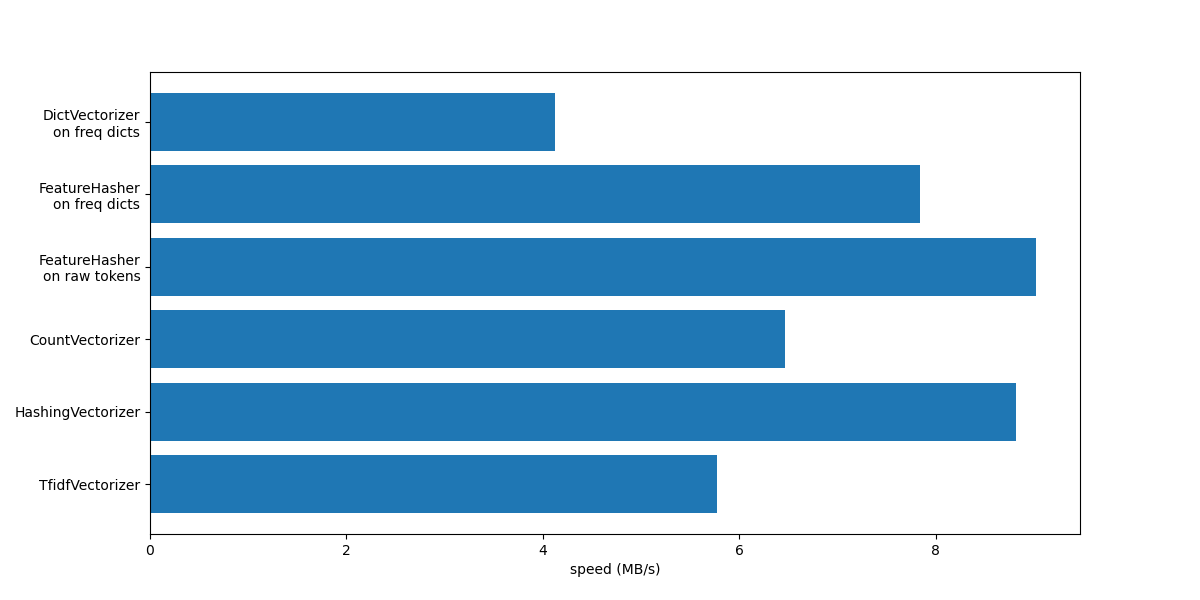 DictVectorizer
on freq dicts
FeatureHasher
on freq dicts
FeatureHasher
on raw tokens
CountVectorizer
HashingVectorizer
TfidfVectorizer
0 2 4 6 8
speed (MB/s)